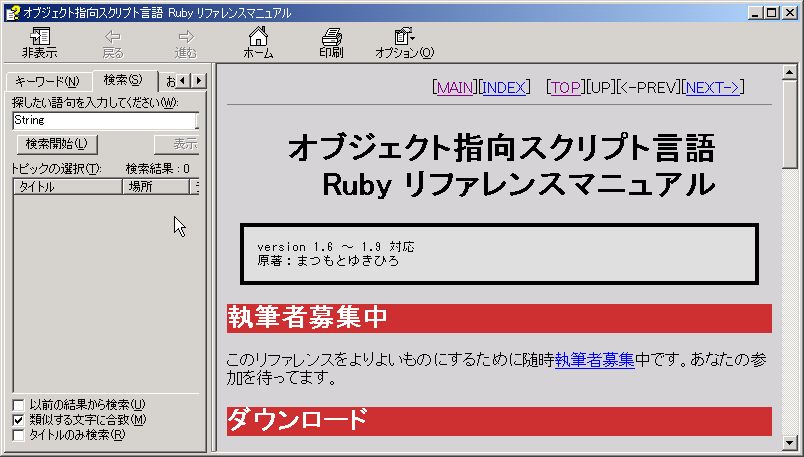 オブジェクト指向スクリプト言語 Ruby リファレンスマニュアル
非表示 戻る 進む ホーム 印刷 オプション(O)
キーワード(N) 検索(S) お
探したい語句を入力してください(W):
String
検索開始(L) 表示
トピックの選択(T): 検索結果 : 0
タイトル 場所
以前の結果から検索(U)
類似する文字に合致(M)
タイトルのみ検索(R)
[MAIN][INDEX] [TOP][UP][<-PREV][NEXT->]
オブジェクト指向スクリプト言語
Ruby リファレンスマニュアル
version 1.6 ～ 1.9 対応
原著：まつもとゆきひろ
執筆者募集中
このリファレンスをよりよいものにするために随時執筆者募集中です。あなたの参
加を待ってます。
ダウンロード